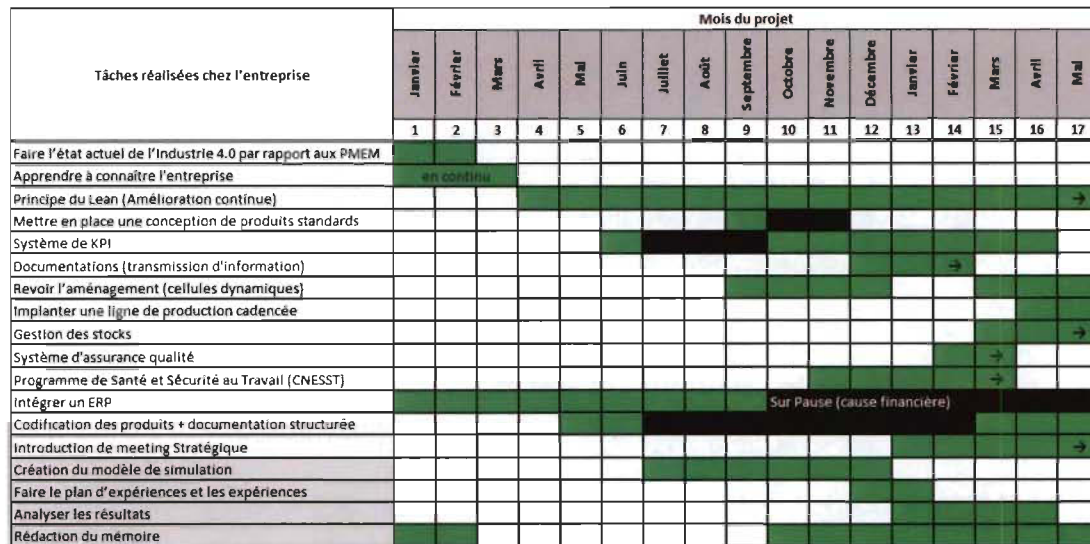 Mois du projet
Tâches réalisées chez l'entreprise
Janvier Février Mars Avril Mai Juin Juillet Août Septembre Octobre Novembre Décembre Janvier Février Mars Avril Mai
1 2 3 4 5 6 7 8 9 10 11 12 13 14 15 16 17
Faire l'état actuel de l'Industrie 4.0 par rapport aux PMEM
Apprendre à connaître l'entreprise en continu
Principe du Lean (Amélioration continue) →
Mettre en place une conception de produits standards
Système de KPI
Documentations (transmission d'information) →
Revoir l'aménagement (cellules dynamiques)
Implanter une ligne de production cadencée
Gestion des stocks →
Système d'assurance qualité →
Programme de Santé et Sécurité au Travail (CNESST) →
Intégrer un ERP Sur Pause (cause financière)
Codification des produits + documentation structurée
Introduction de meeting Stratégique →
Création du modèle de simulation
Faire le plan d'expériences et les expériences
Analyser les résultats
Rédaction du mémoire